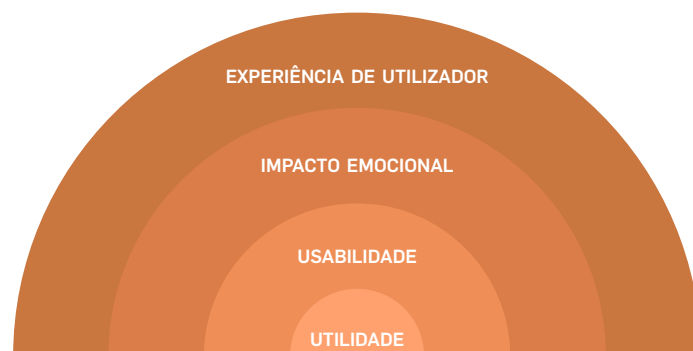 EXPERIÊNCIA DE UTILIZADOR
IMPACTO EMOCIONAL
USABILIDADE
UTILIDADE